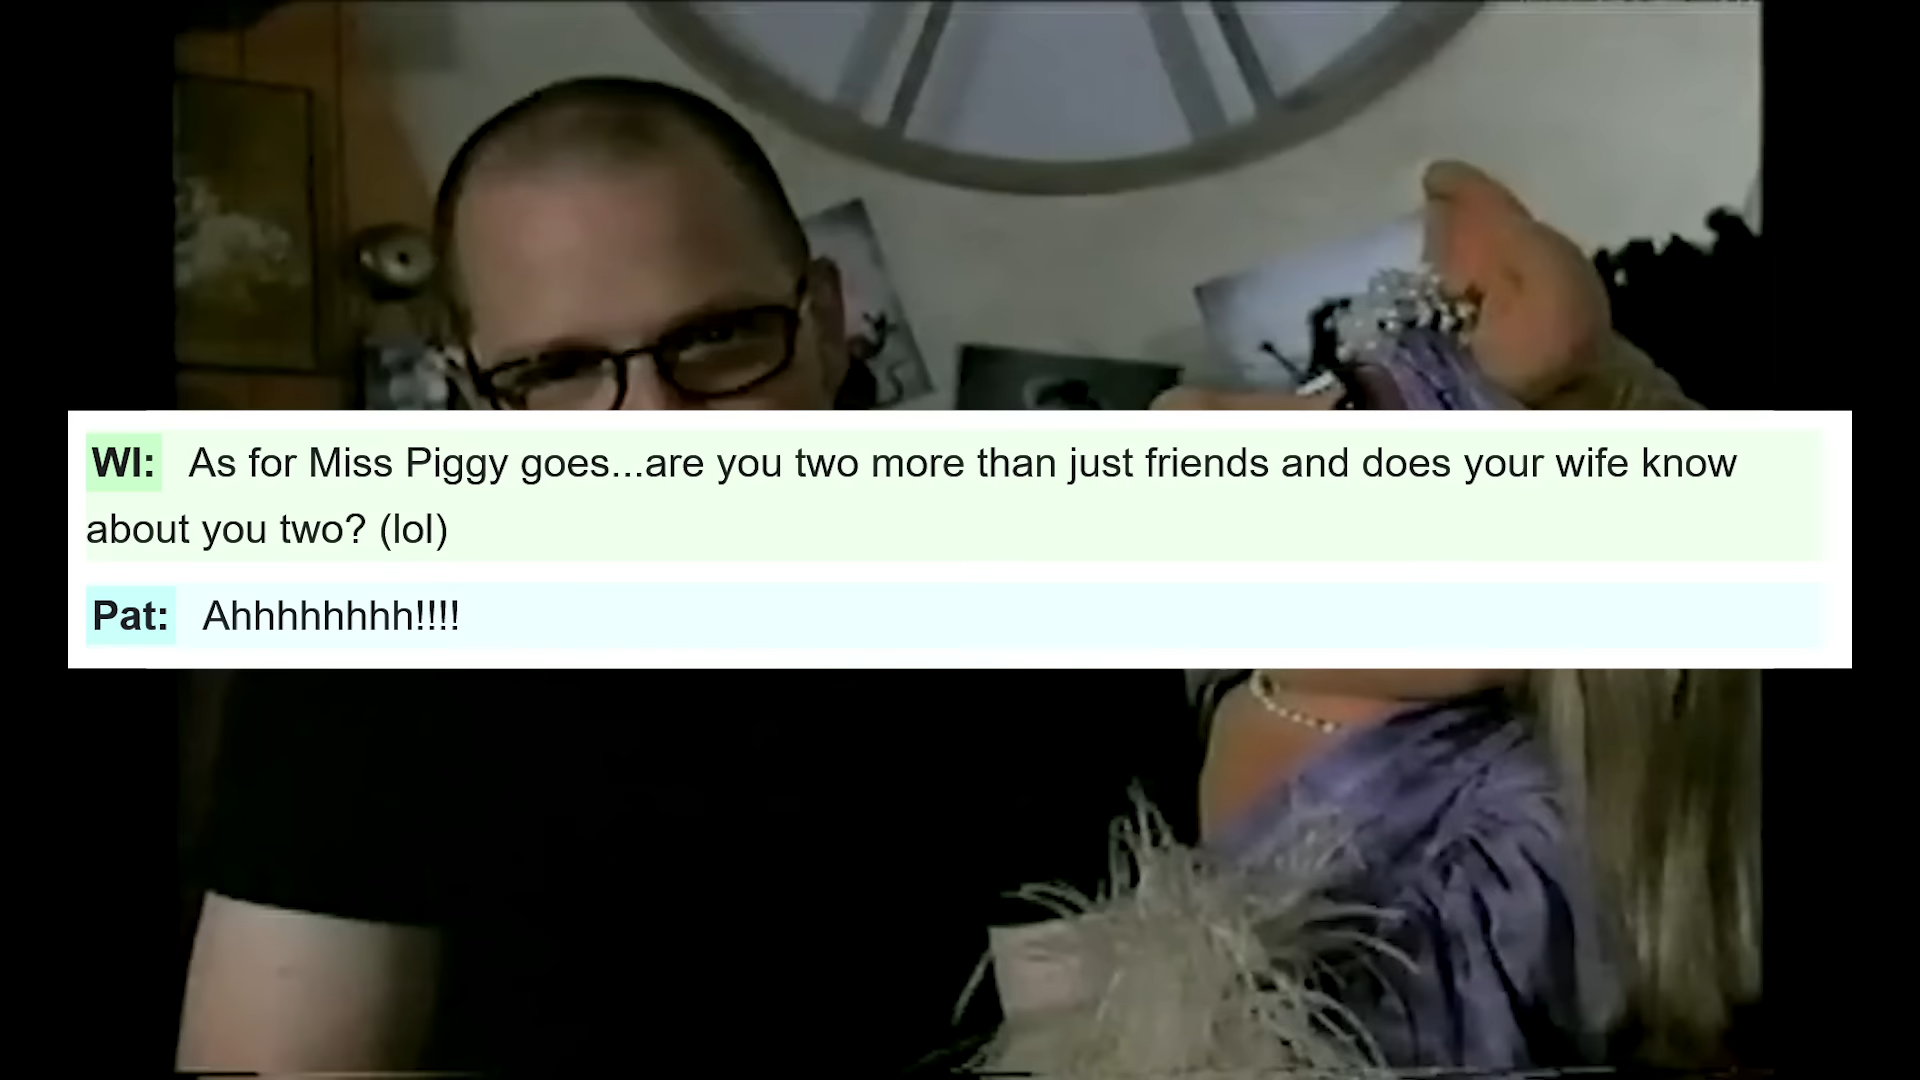 WI: As for Miss Piggy goes...are you two more than just friends and does your wife know
about you two? (lol)
Pat: Ahhhhhhhh!!!!